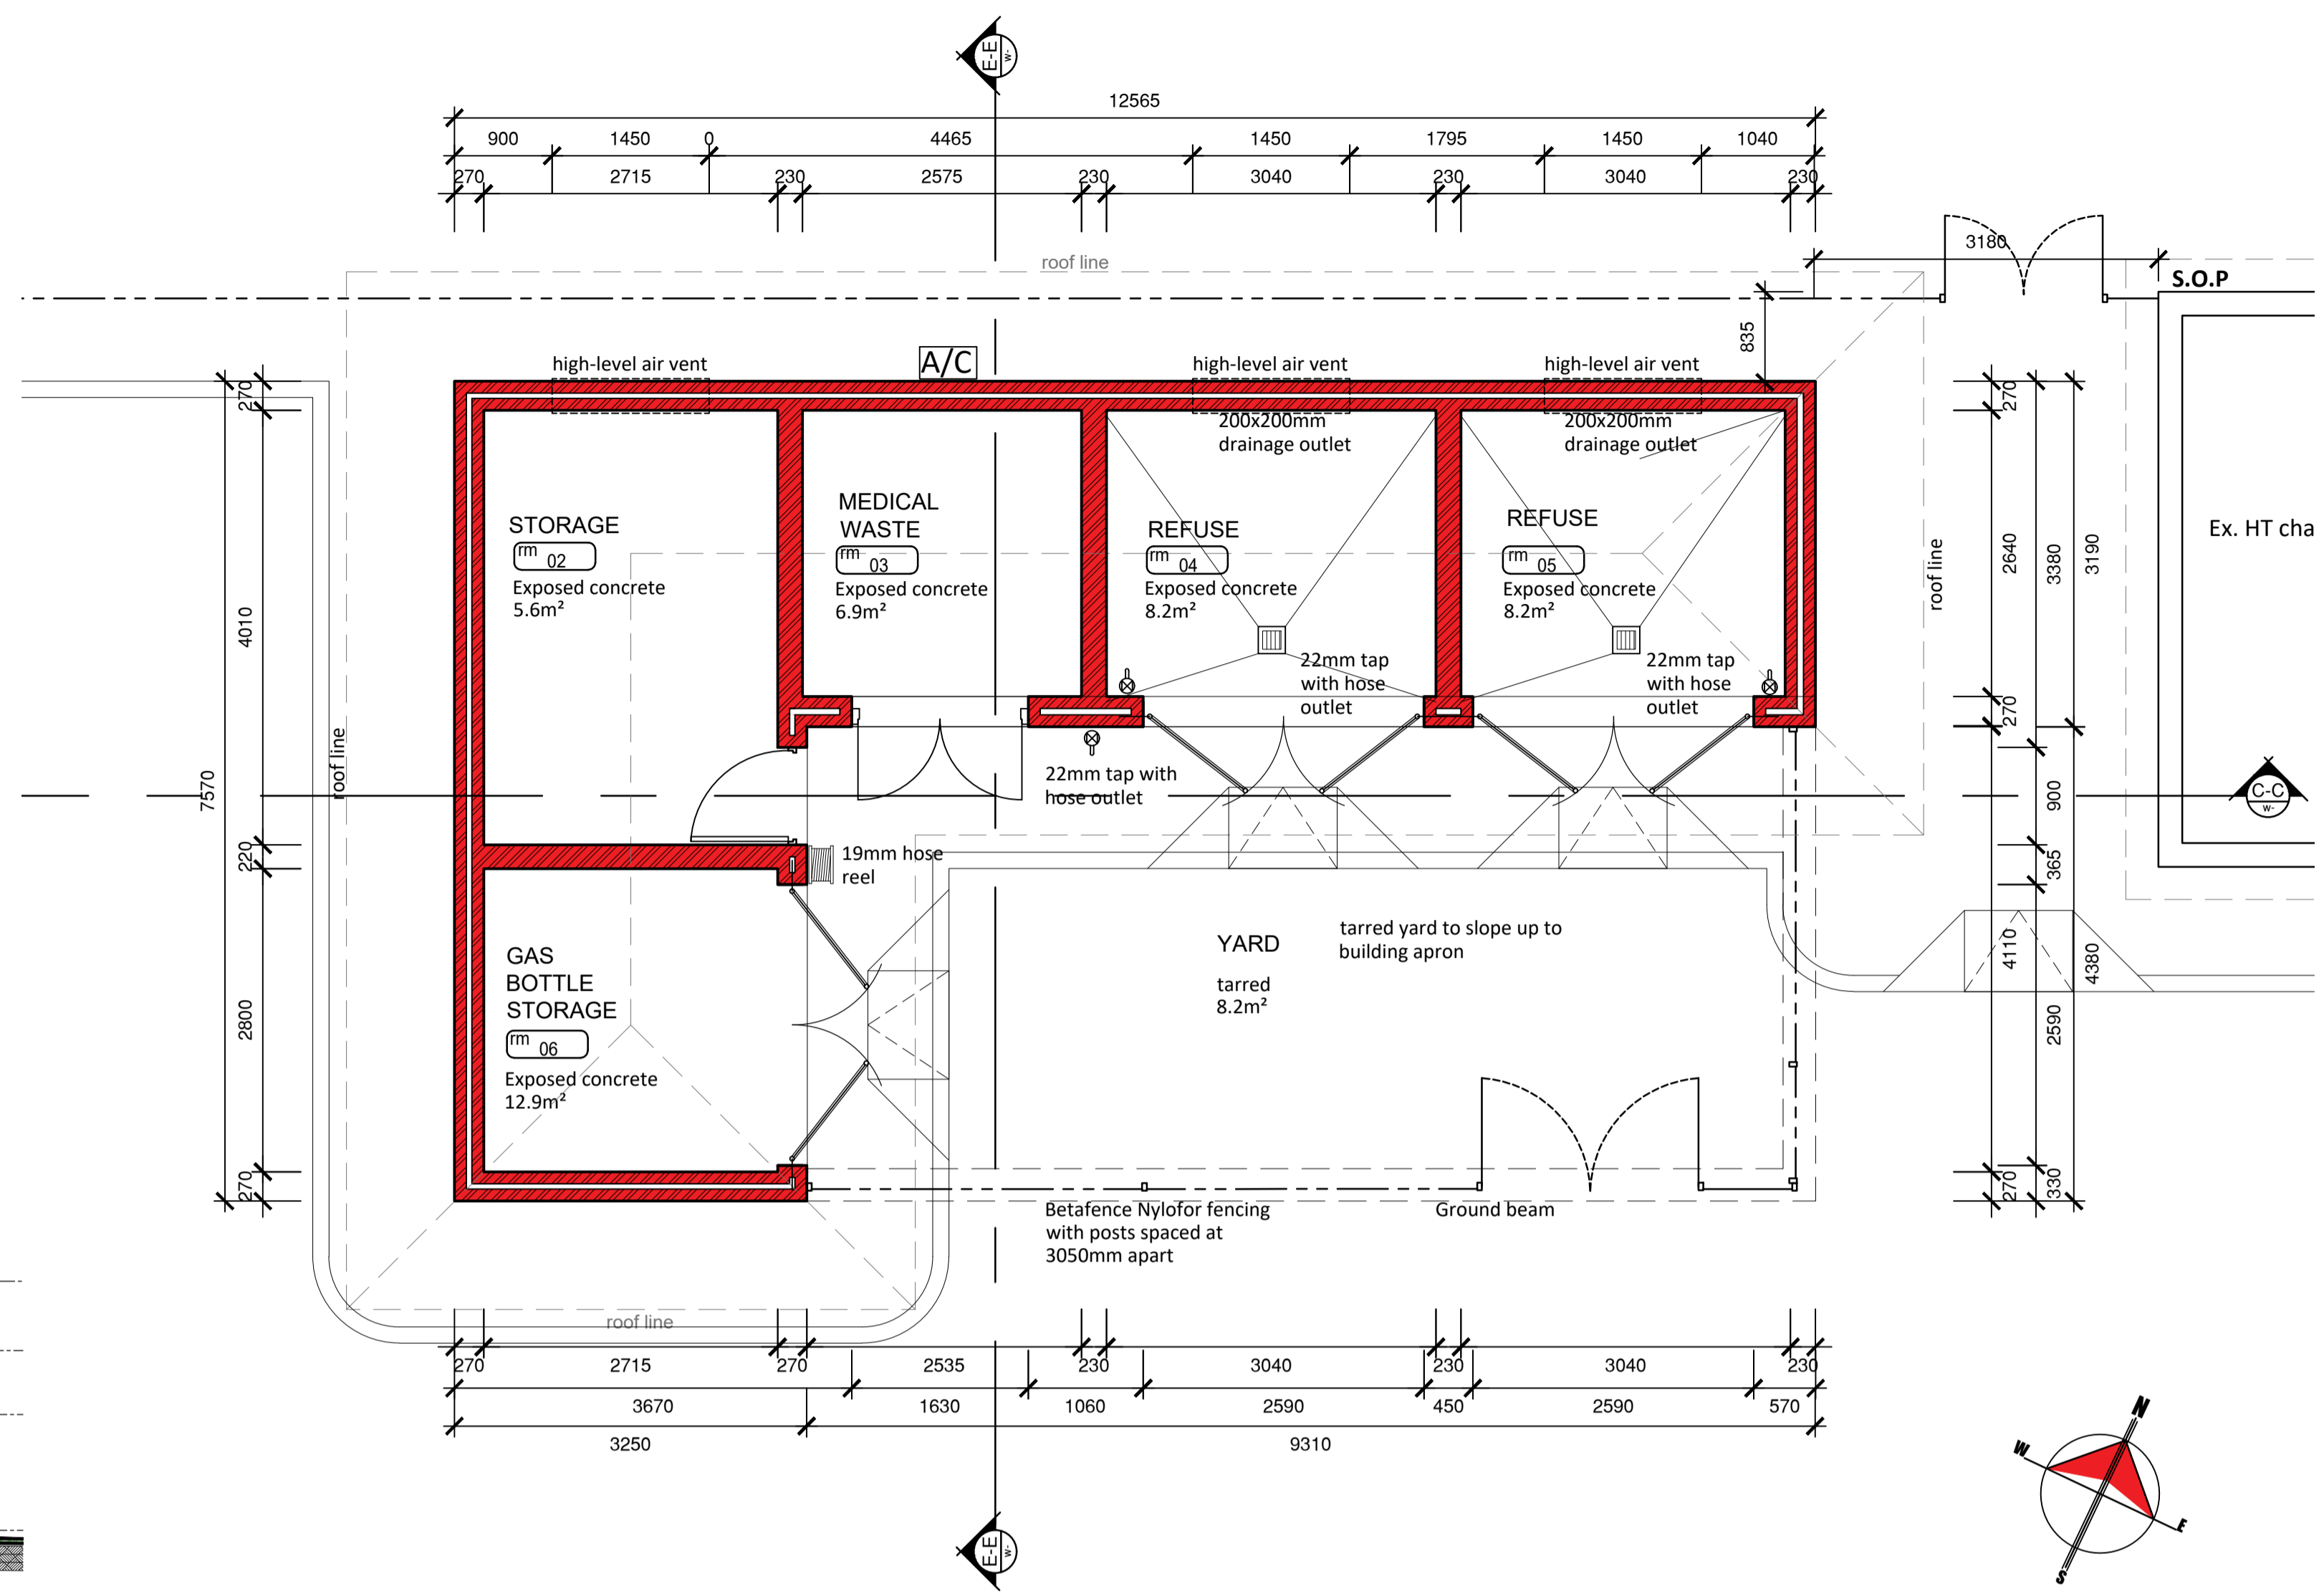 E-E
w-
12565
900 1450 0 4465 1450 1795 1450 1040
270 2715 230 2575 230 3040 230 3040 230
roof line
3180
S.O.P
835
high-level air vent
A/C
high-level air vent
high-level air vent
200x200mm
drainage outlet
200x200mm
drainage outlet
270
270
STORAGE
rm 02
Exposed concrete
5.6m²
MEDICAL
WASTE
rm 03
Exposed concrete
6.9m²
REFUSE
rm 04
Exposed concrete
8.2m²
REFUSE
rm 05
Exposed concrete
8.2m²
roof line
2640
3380
3190
Ex. HT cha
4010
22mm tap
with hose
outlet
22mm tap
with hose
outlet
270
7570
roof line
22mm tap with
hose outlet
900
C-C
w-
220
19mm hose
reel
365
GAS
BOTTLE
STORAGE
rm 06
Exposed concrete
12.9m²
YARD
tarred
8.2m²
tarred yard to slope up to
building apron
4110
4380
2800
2590
270
270
330
Betafence Nylofor fencing
with posts spaced at
3050mm apart
Ground beam
roof line
270 2715 270 2535 230 3040 230 3040 230
3670 1630 1060 2590 450 2590 570
3250 9310
N
W
E
S
E-E
w-